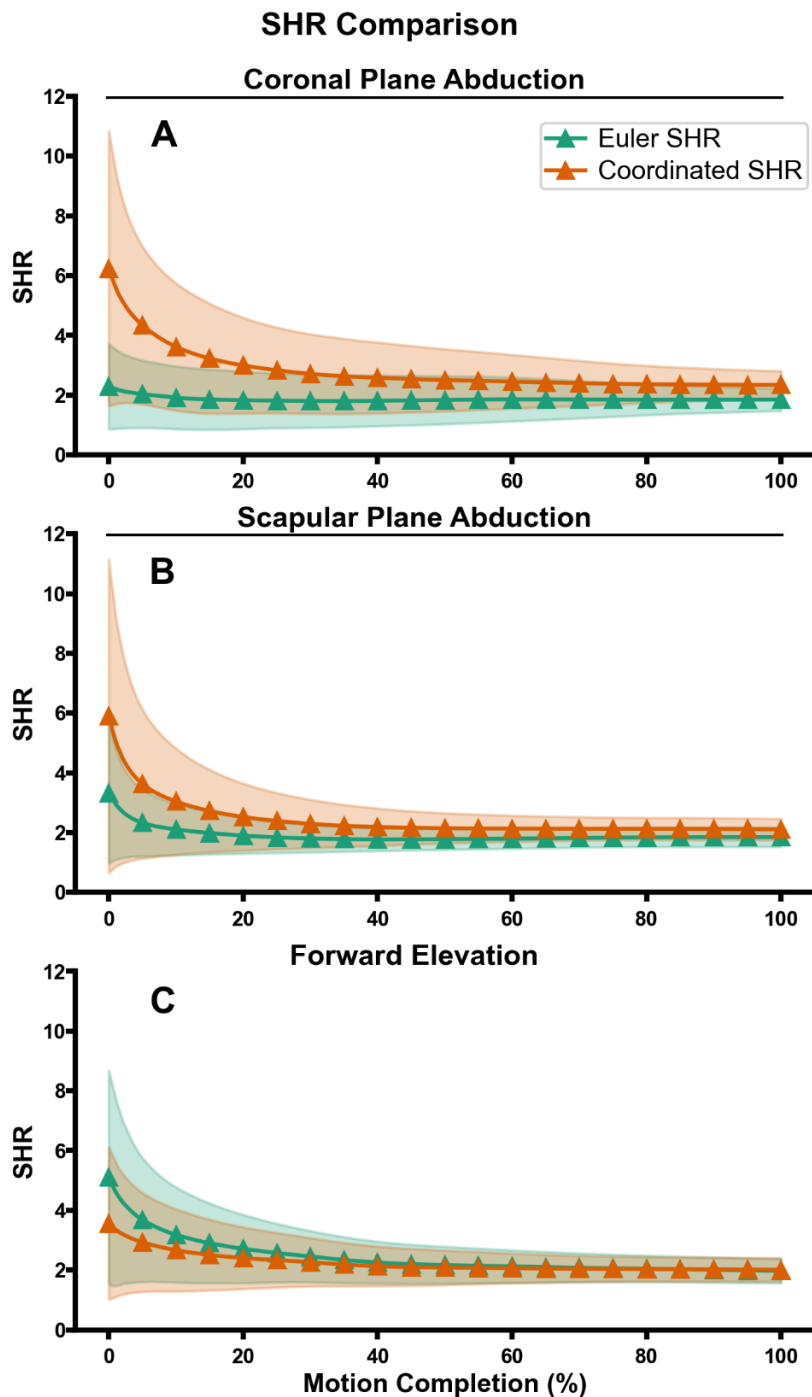 SHR Comparison
Coronal Plane Abduction
A
Euler SHR
Coordinated SHR
SHR
12
10
8
6
4
2
0
0 20 40 60 80 100
Scapular Plane Abduction
B
SHR
12
10
8
6
4
2
0
0 20 40 60 80 100
Forward Elevation
C
SHR
12
10
8
6
4
2
0
0 20 40 60 80 100
Motion Completion (%)